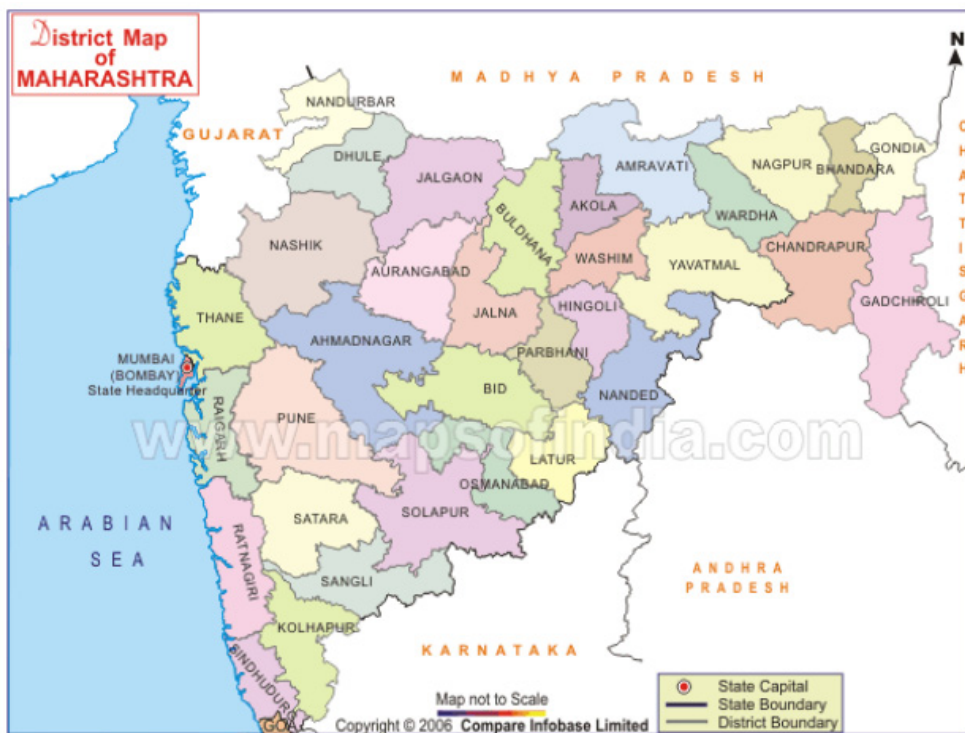 District Map
of
MAHARASHTRA
N
MADHYA PRADESH
GUJARAT
CHATTISGARH
NANDURBAR
DHULE
JALGAON
BULDHANA
AKOLA
AMRAVATI
WARDHA
NAGPUR
BHANDARA
GONDIA
NASHIK
AURANGABAD
JALNA
WASHIM
HINGOLI
YAVATMAL
CHANDRAPUR
GADCHIROLI
THANE
AHMADNAGAR
PARBHANI
MUMBAI
(BOMBAY)
State Headquarter
RAIGARH
PUNE
BID
NANDED
www.mapsofindia.com
LATUR
OSMANABAD
SOLAPUR
SATARA
ARABIAN
SEA
RATNAGIRI
SANGLI
KOLHAPUR
SINDHUDURG
GOA
ANDHRA
PRADESH
KARNATAKA
Map not to Scale
Copyright © 2006 Compare Infobase Limited
State Capital
State Boundary
District Boundary